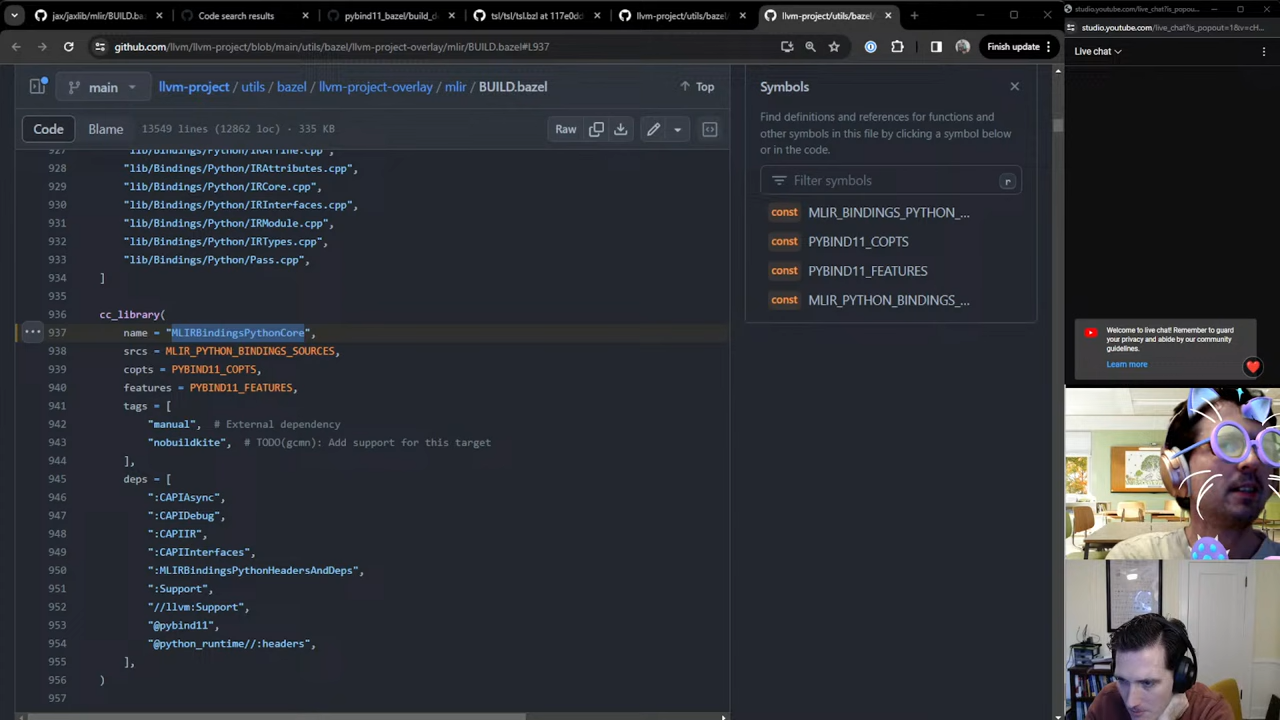 jax/jaxlib/mlir/BUILD.ba
Code search results
pybind11_bazel/build_d
tsl/tsl/tsl.bzl at 117e0d
llvm-project/utils/bazel/
llvm-project/utils/bazel/
github.com/llvm/llvm-project/blob/main/utils/bazel/llvm-project-overlay/mlir/BUILD.bazel#L937
Finish update
main
llvm-project / utils / bazel / llvm-project-overlay / mlir / BUILD.bazel
Top
Code
Blame
13549 lines (12862 loc) · 335 KB
Raw
927 "lib/Bindings/Python/IRAffine.cpp",
928 "lib/Bindings/Python/IRAttributes.cpp",
929 "lib/Bindings/Python/IRCore.cpp",
930 "lib/Bindings/Python/IRInterfaces.cpp",
931 "lib/Bindings/Python/IRModule.cpp",
932 "lib/Bindings/Python/IRTypes.cpp",
933 "lib/Bindings/Python/Pass.cpp",
934 ]
935
936 cc_library(
937 name = "MLIRBindingsPythonCore",
938 srcs = MLIR_PYTHON_BINDINGS_SOURCES,
939 copts = PYBIND11_COPTS,
940 features = PYBIND11_FEATURES,
941 tags = [
942 "manual", # External dependency
943 "nobuildkite", # TODO(gcmn): Add support for this target
944 ],
945 deps = [
946 ":CAPIAsync",
947 ":CAPIDebug",
948 ":CAPIIR",
949 ":CAPIInterfaces",
950 ":MLIRBindingsPythonHeadersAndDeps",
951 ":Support",
952 "//llvm:Support",
953 "@pybind11",
954 "@python_runtime//:headers",
955 ],
956 )
957
Symbols
Find definitions and references for functions and
other symbols in this file by clicking a symbol below
or in the code.
Filter symbols
r
const MLIR_BINDINGS_PYTHON_...
const PYBIND11_COPTS
const PYBIND11_FEATURES
const MLIR_PYTHON_BINDINGS_...
studio.youtube.com/live_chat?is_popout=1&v=cH
studio.youtube.com/live_chat?is_popout=1&v=c
Live chat
Welcome to live chat! Remember to guard
your privacy and abide by our community
guidelines.
Learn more